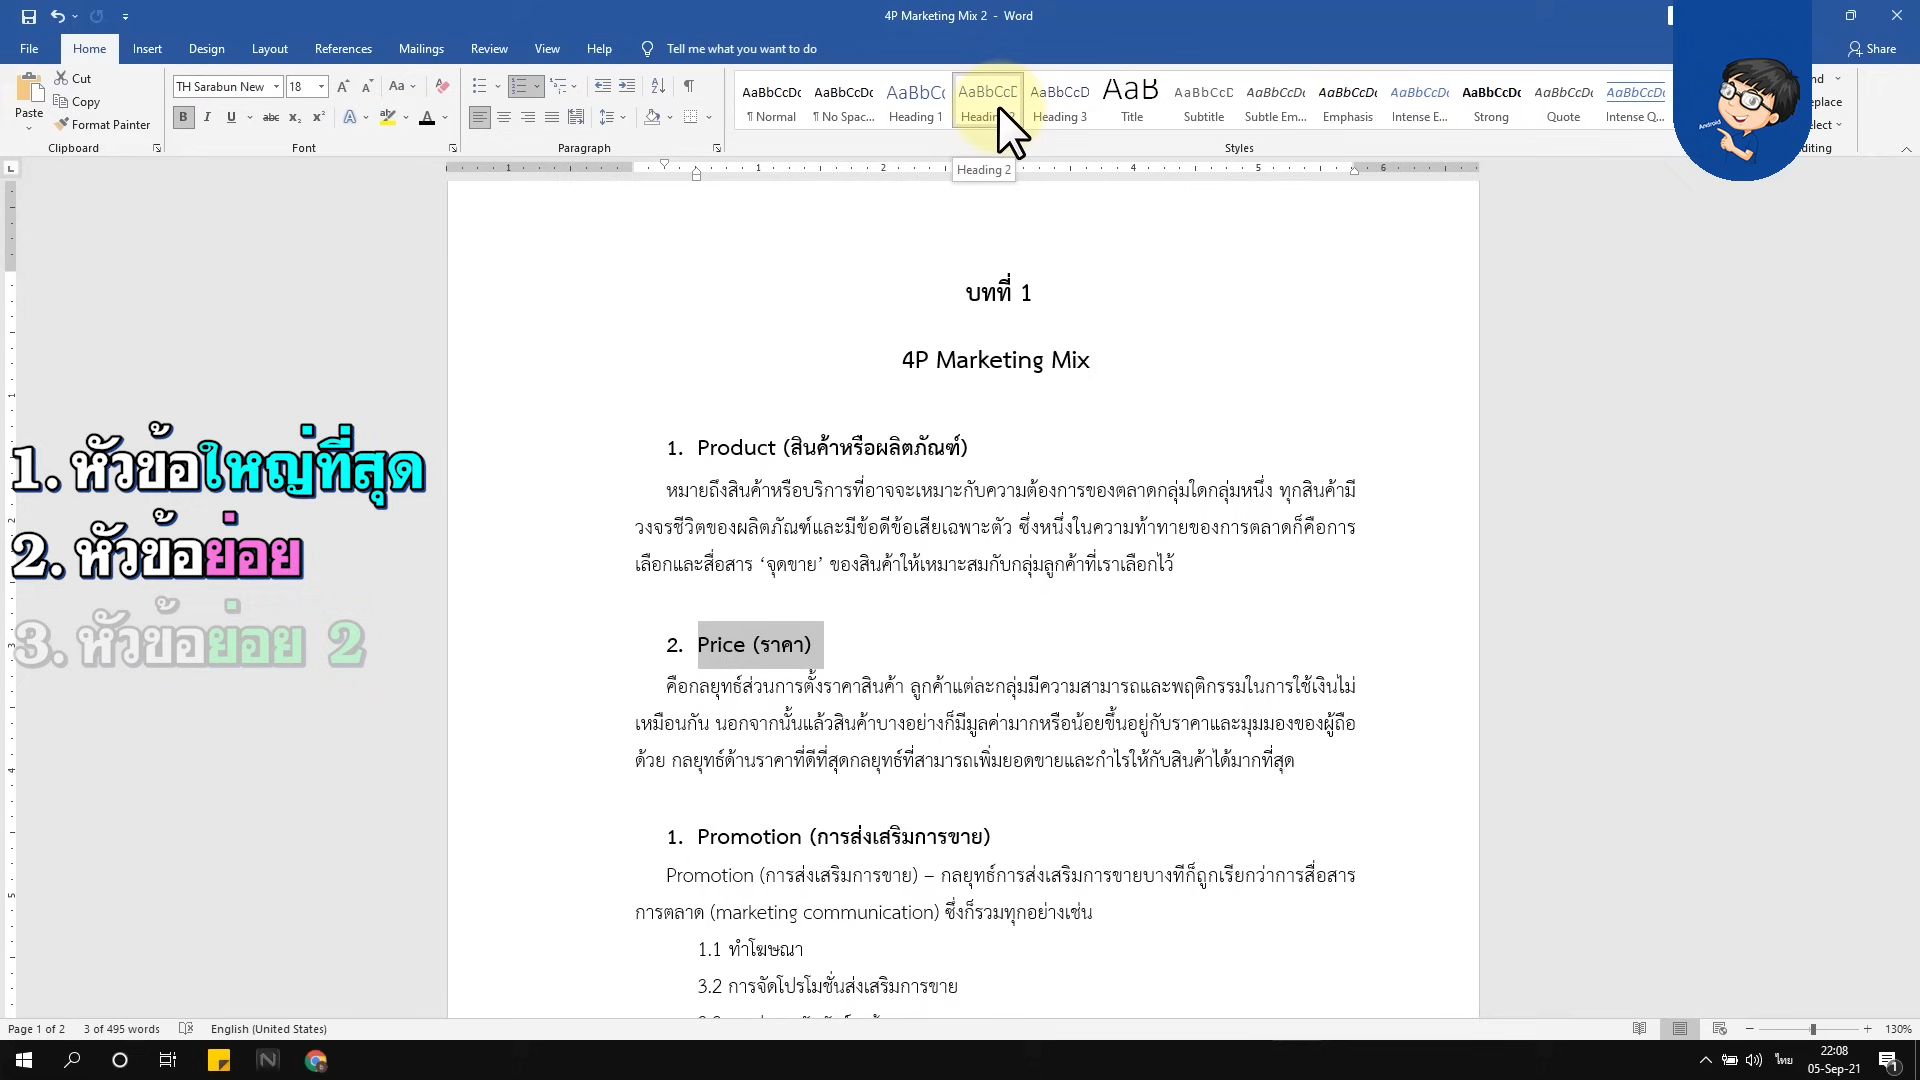 4P Marketing Mix 2 - Word
File Home Insert Design Layout References Mailings Review View Help Tell me what you want to do Share
Paste
Cut
Copy
Format Painter
Clipboard
TH Sarabun New 18
Font
Paragraph
AaBbCcDc AaBbCcDc AaBbCc AaBbCcD AaBbCcD AaB AaBbCcD AaBbCcDc AaBbCcDc AaBbCcDc AaBbCcDc AaBbCcDc AaBbCcDc
¶ Normal ¶ No Spac... Heading 1 Heading 3 Title Subtitle Subtle Em... Emphasis Intense E... Strong Quote Intense Q...
Styles
Heading 2
Android
บทที่ 1
4P Marketing Mix
1. หัวข้อใหญ่ที่สุด
2. หัวข้อย่อย
3. หัวข้อย่อย 2
1. Product (สินค้าหรือผลิตภัณฑ์)
หมายถึงสินค้าหรือบริการที่อาจจะเหมาะกับความต้องการของตลาดกลุ่มใดกลุ่มหนึ่ง ทุกสินค้ามี
วงจรชีวิตของผลิตภัณฑ์และมีข้อดีข้อเสียเฉพาะตัว ซึ่งหนึ่งในความท้าทายของการตลาดก็คือการ
เลือกและสื่อสาร ‘จุดขาย’ ของสินค้าให้เหมาะสมกับกลุ่มลูกค้าที่เราเลือกไว้
2. Price (ราคา)
คือกลยุทธ์ส่วนการตั้งราคาสินค้า ลูกค้าแต่ละกลุ่มมีความสามารถและพฤติกรรมในการใช้เงินไม่
เหมือนกัน นอกจากนั้นแล้วสินค้าบางอย่างก็มีมูลค่ามากหรือน้อยขึ้นอยู่กับราคาและมุมมองของผู้ถือ
ด้วย กลยุทธ์ด้านราคาที่ดีที่สุดกลยุทธ์ที่สามารถเพิ่มยอดขายและกำไรให้กับสินค้าได้มากที่สุด
1. Promotion (การส่งเสริมการขาย)
Promotion (การส่งเสริมการขาย) – กลยุทธ์การส่งเสริมการขายบางทีก็ถูกเรียกว่าการสื่อสาร
การตลาด (marketing communication) ซึ่งก็รวมทุกอย่างเช่น
1.1 ทำโฆษณา
3.2 การจัดโปรโมชั่นส่งเสริมการขาย
Page 1 of 2 3 of 495 words English (United States) 130%
ไทย
22:08
05-Sep-21